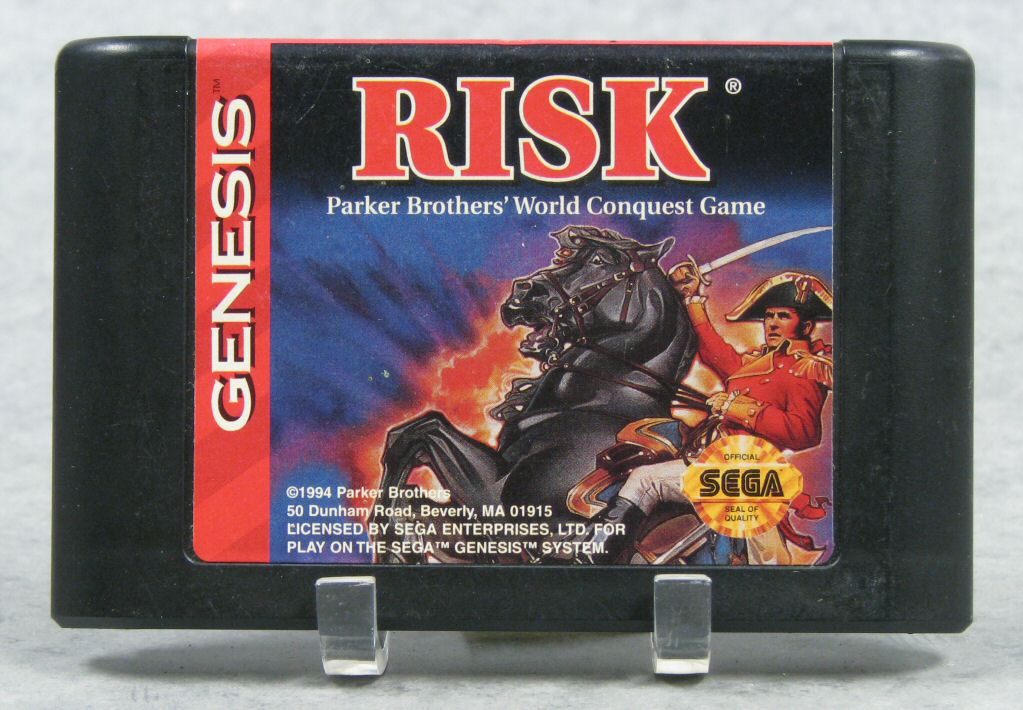 GENESIS™
RISK®
Parker Brothers' World Conquest Game
OFFICIAL
SEGA
SEAL OF
QUALITY
©1994 Parker Brothers
50 Dunham Road, Beverly, MA 01915
LICENSED BY SEGA ENTERPRISES, LTD. FOR
PLAY ON THE SEGA™ GENESIS™ SYSTEM.